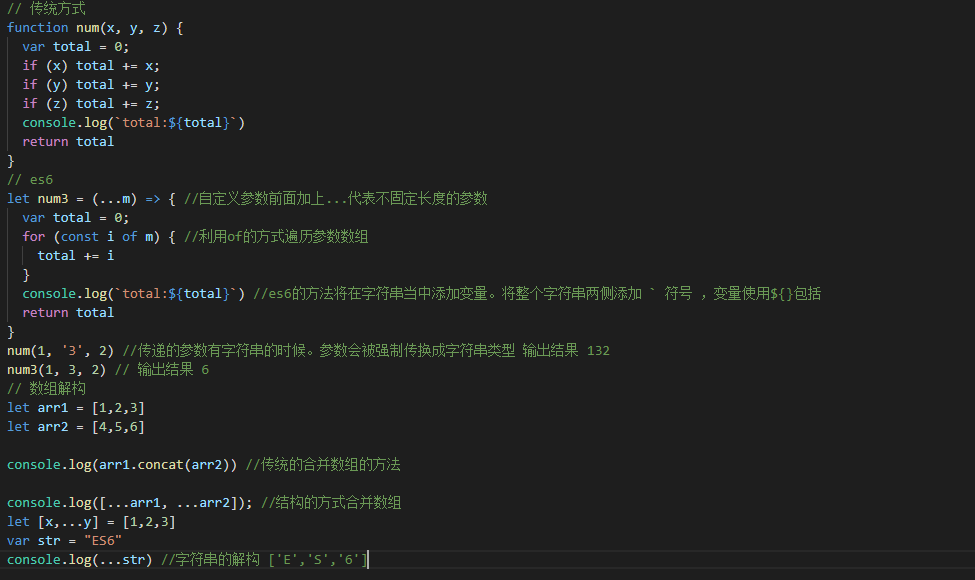 // 传统方式
function num(x, y, z) {
  var total = 0;
  if (x) total += x;
  if (y) total += y;
  if (z) total += z;
  console.log(`total:${total}`)
  return total
}
// es6
let num3 = (...m) => { //自定义参数前面加上...代表不固定长度的参数
  var total = 0;
  for (const i of m) { //利用of的方式遍历参数数组
    total += i
  }
  console.log(`total:${total}`) //es6的方法将在字符串当中添加变量。将整个字符串两侧添加 ` 符号 ，变量使用${}包括
  return total
}
num(1, '3', 2) //传递的参数有字符串的时候。参数会被强制传换成字符串类型 输出结果 132
num3(1, 3, 2) // 输出结果 6
// 数组解构
let arr1 = [1,2,3]
let arr2 = [4,5,6]

console.log(arr1.concat(arr2)) //传统的合并数组的方法

console.log([...arr1, ...arr2]); //结构的方式合并数组
let [x,...y] = [1,2,3]
var str = "ES6"
console.log(...str) //字符串的解构 ['E','S','6']